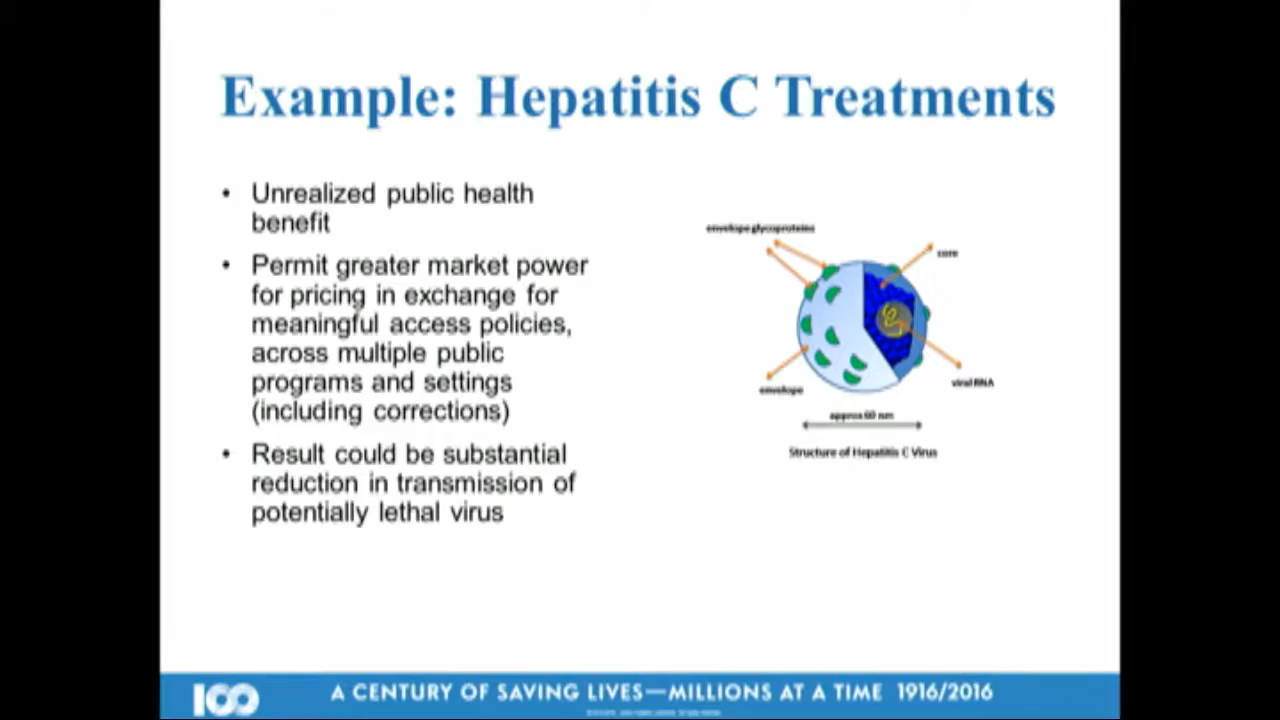 Example: Hepatitis C Treatments
• Unrealized public health
benefit
• Permit greater market power
for pricing in exchange for
meaningful access policies,
across multiple public
programs and settings
(including corrections)
• Result could be substantial
reduction in transmission of
potentially lethal virus
envelope glycoproteins
core
envelope
viral RNA
approx 60 nm
Structure of Hepatitis C Virus
100
A CENTURY OF SAVING LIVES—MILLIONS AT A TIME 1916/2016